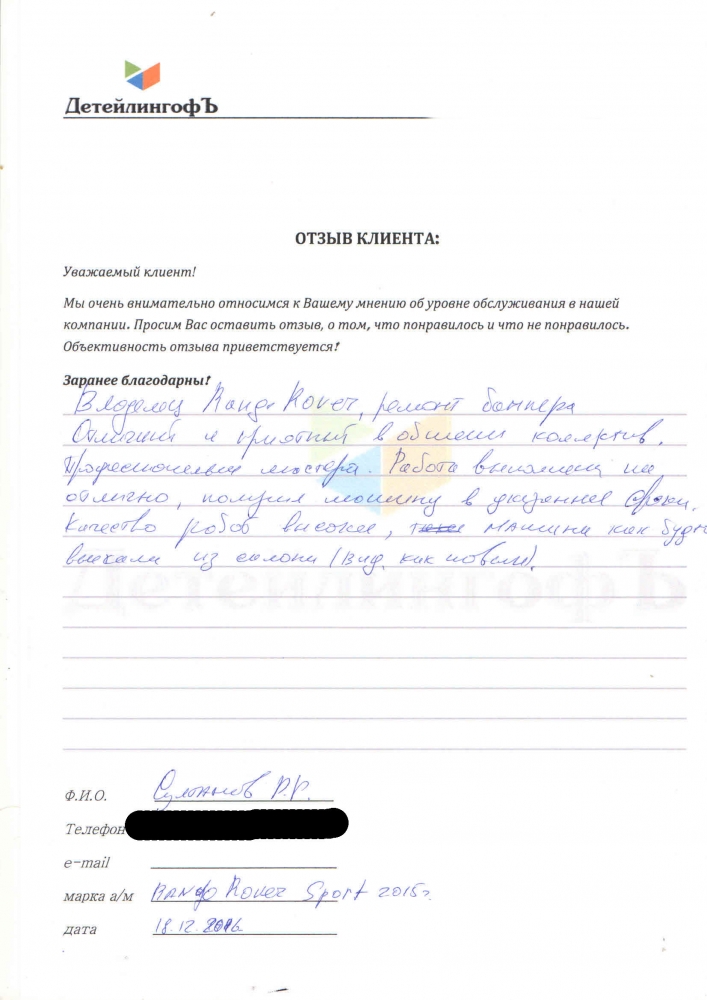 ДетейлингофЪ
ОТЗЫВ КЛИЕНТА:
Уважаемый клиент!
Мы очень внимательно относимся к Вашему мнению об уровне обслуживания в нашей
компании. Просим Вас оставить отзыв, о том, что понравилось и что не понравилось.
Объективность отзыва приветствуется!
Заранее благодарны!
Владелец Range Rover, ремонт бампера
Отличный и приятный в общении коллектив.
Профессиональные мастера. Работа выполнена на
отлично, получил машину в указанные сроки.
Качество работ высокое, машина как будто
выехала из салона (вид, как новый).
ДетейлингофЪ
Ф.И.О. Султанов Р.Р.
Телефон
e-mail
марка а/м Rover Sport 2015г.
дата 18.12.2016